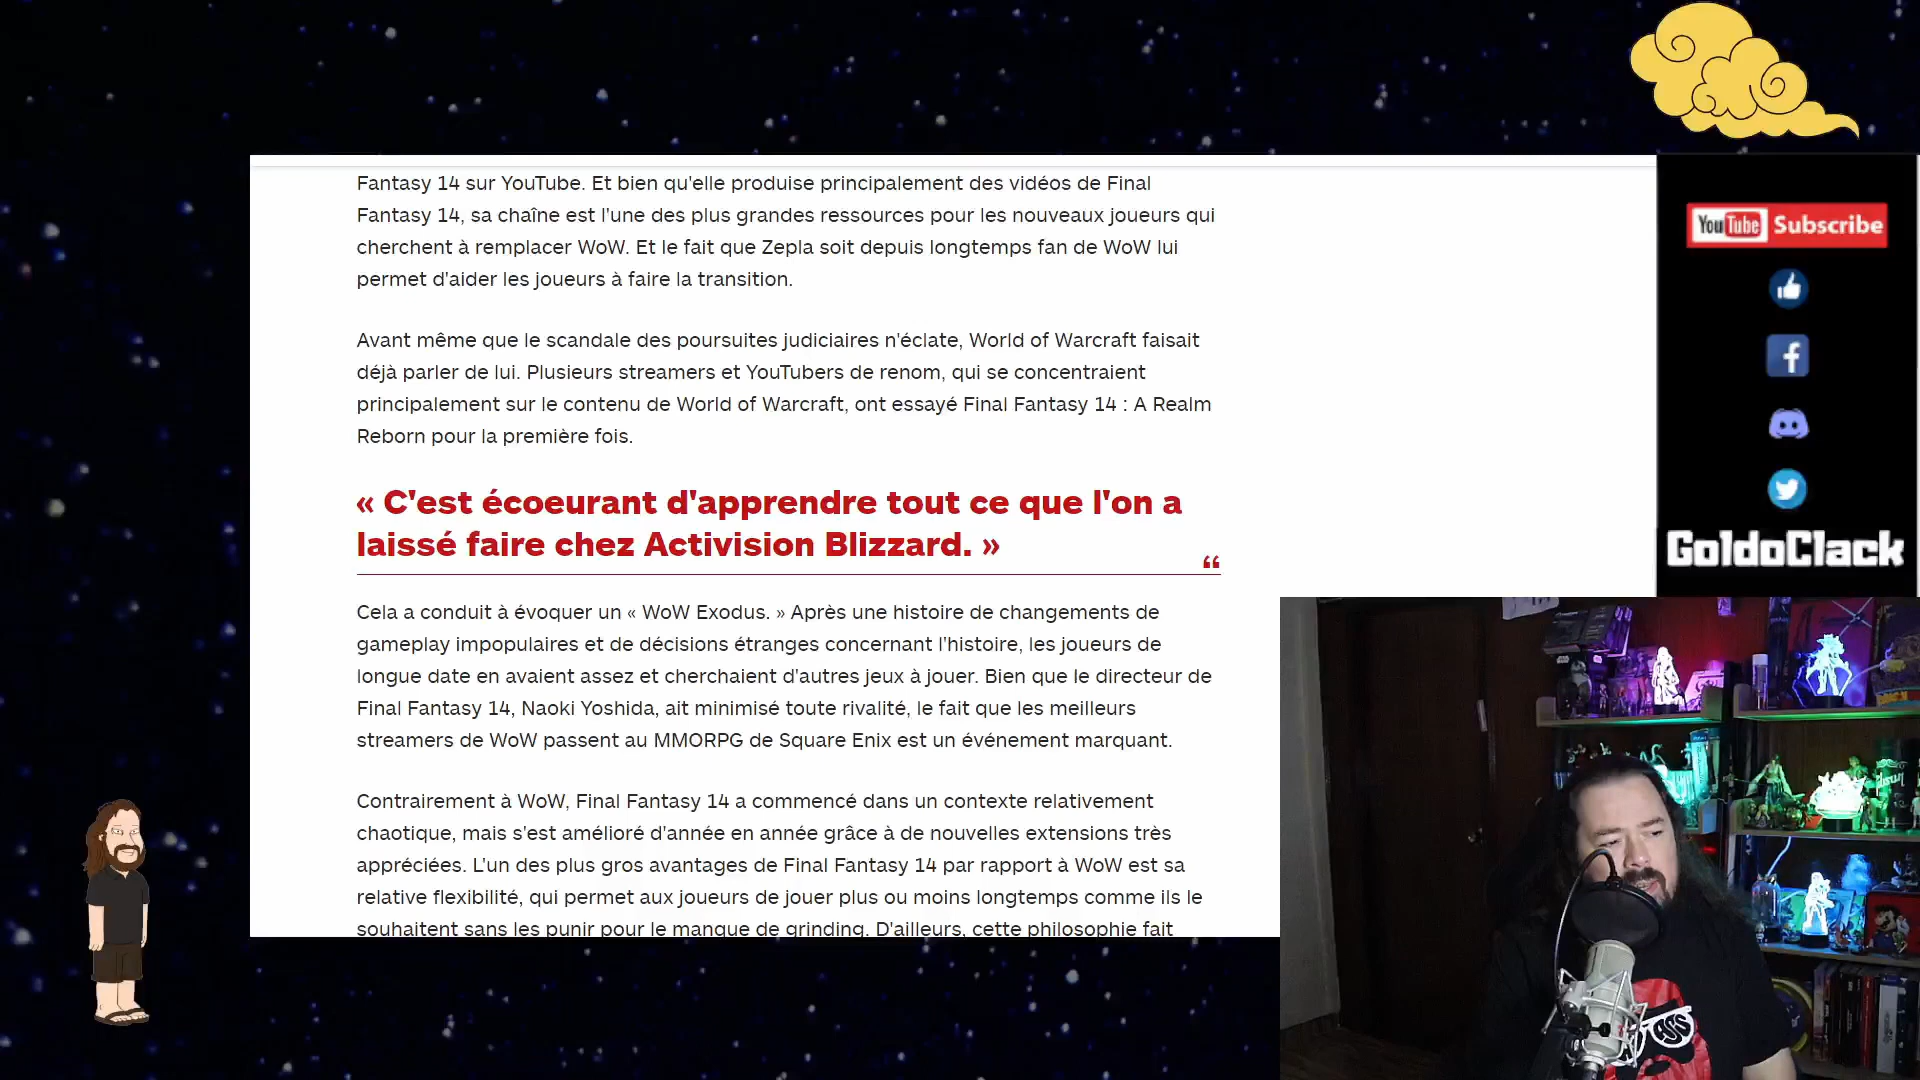 Fantasy 14 sur YouTube. Et bien qu'elle produise principalement des vidéos de Final
Fantasy 14, sa chaîne est l'une des plus grandes ressources pour les nouveaux joueurs qui
cherchent à remplacer WoW. Et le fait que Zepla soit depuis longtemps fan de WoW lui
permet d'aider les joueurs à faire la transition.
Avant même que le scandale des poursuites judiciaires n'éclate, World of Warcraft faisait
déjà parler de lui. Plusieurs streamers et YouTubers de renom, qui se concentraient
principalement sur le contenu de World of Warcraft, ont essayé Final Fantasy 14 : A Realm
Reborn pour la première fois.
« C'est écoeurant d'apprendre tout ce que l'on a
laissé faire chez Activision Blizzard. »
“
Cela a conduit à évoquer un « WoW Exodus. » Après une histoire de changements de
gameplay impopulaires et de décisions étranges concernant l'histoire, les joueurs de
longue date en avaient assez et cherchaient d'autres jeux à jouer. Bien que le directeur de
Final Fantasy 14, Naoki Yoshida, ait minimisé toute rivalité, le fait que les meilleurs
streamers de WoW passent au MMORPG de Square Enix est un événement marquant.
Contrairement à WoW, Final Fantasy 14 a commencé dans un contexte relativement
chaotique, mais s'est amélioré d'année en année grâce à de nouvelles extensions très
appréciées. L'un des plus gros avantages de Final Fantasy 14 par rapport à WoW est sa
relative flexibilité, qui permet aux joueurs de jouer plus ou moins longtemps comme ils le
souhaitent sans les punir pour le manque de grinding. D'ailleurs, cette philosophie fait
YouTube Subscribe
GoldoClack